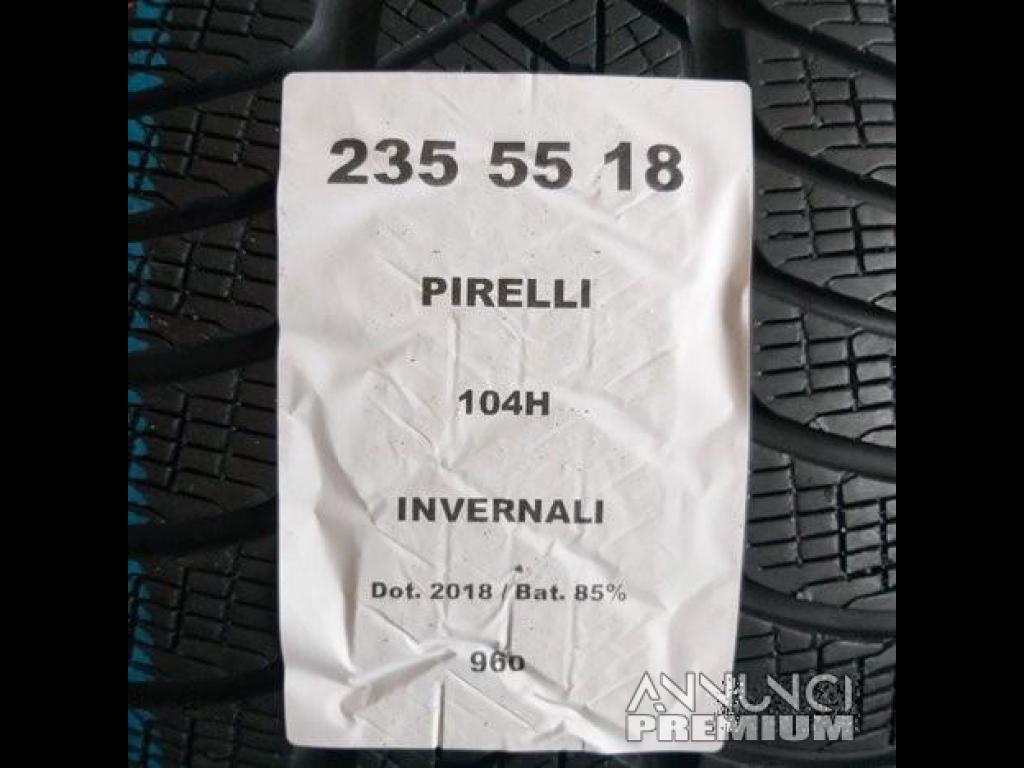 235 55 18
PIRELLI
104H
INVERNALI
Dot. 2018 / Bat. 85%
960
ANNUNCI
PREMIUM